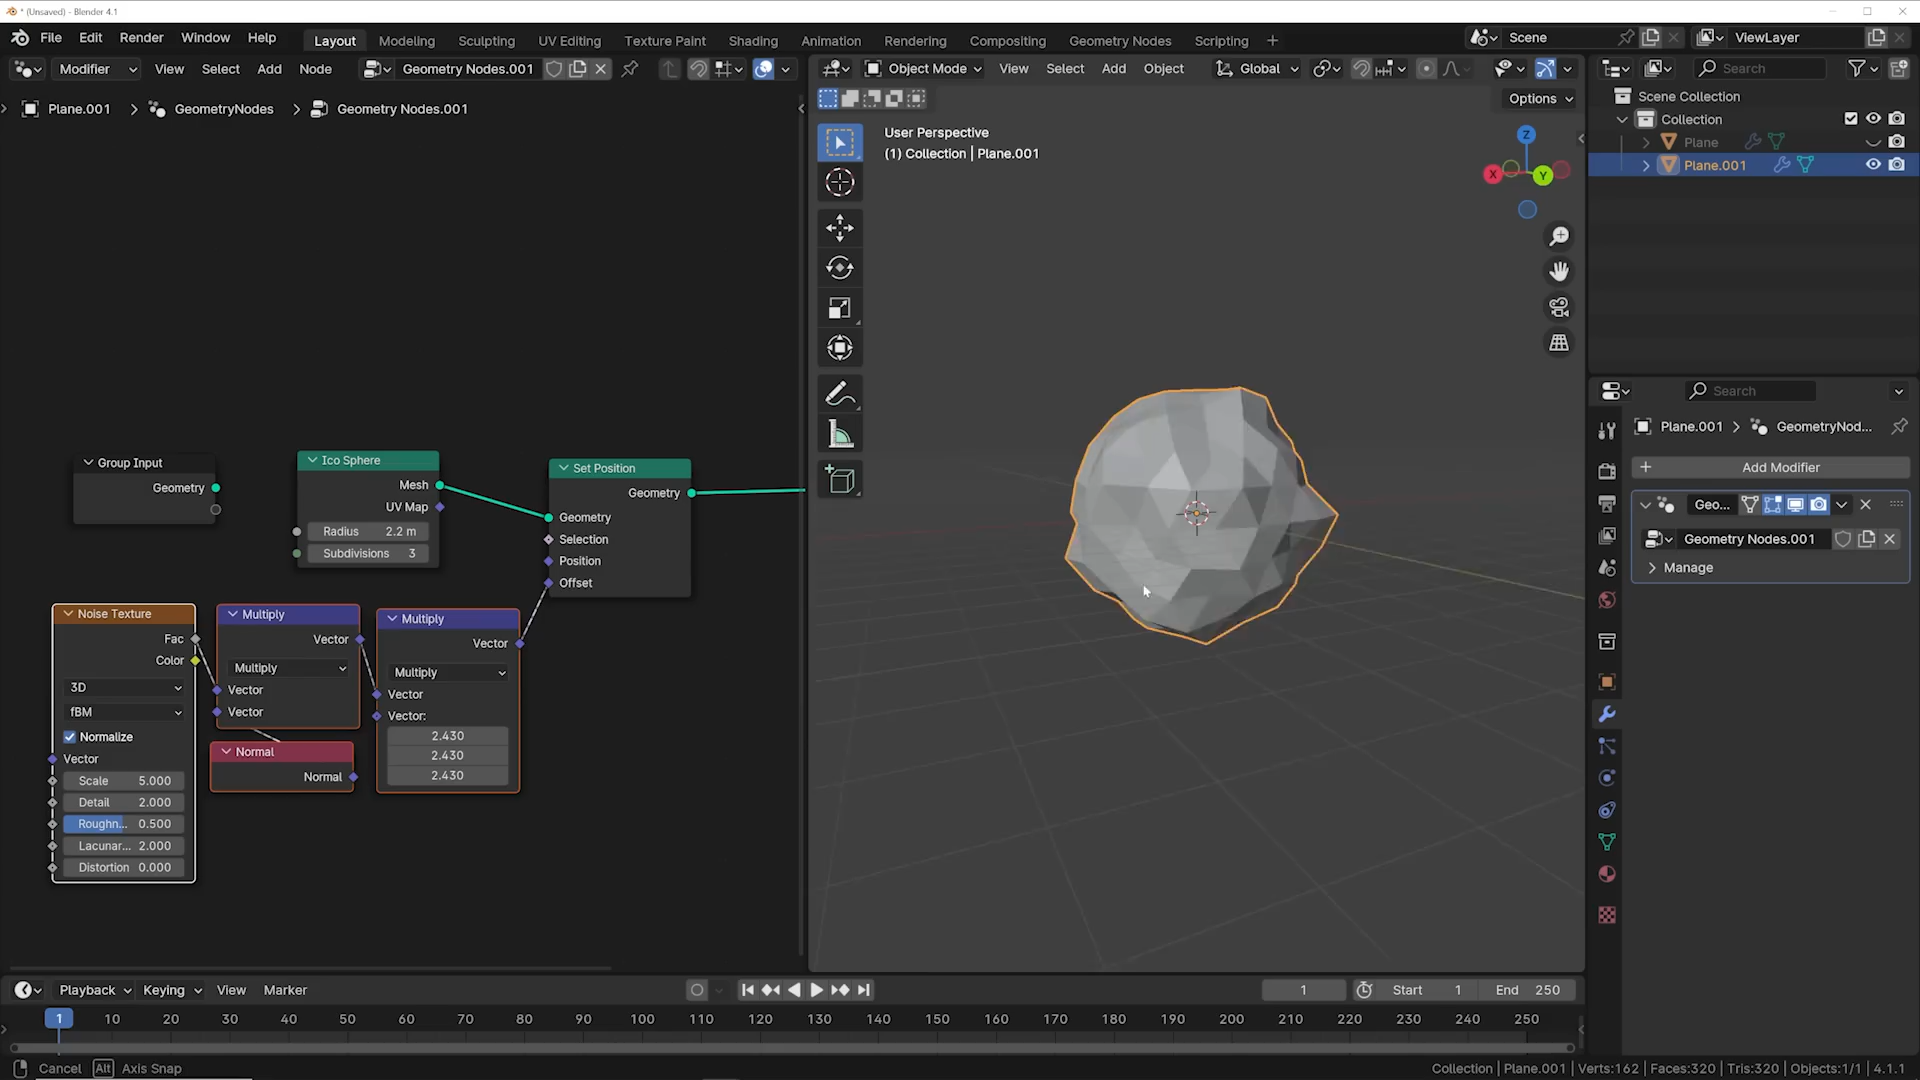 * (Unsaved) - Blender 4.1
File Edit Render Window Help
Layout Modeling Sculpting UV Editing Texture Paint Shading Animation Rendering Compositing Geometry Nodes Scripting +
Scene
ViewLayer
Modifier View Select Add Node Geometry Nodes.001
Object Mode View Select Add Object Global
Search
Plane.001 > GeometryNodes > Geometry Nodes.001
Options
User Perspective
(1) Collection | Plane.001
Z
X
Y
Scene Collection
Collection
Plane
Plane.001
Search
Plane.001 > GeometryNod...
+ Add Modifier
Geo...
Geometry Nodes.001
Manage
Group Input
Geometry
Ico Sphere
Mesh
UV Map
Radius 2.2 m
Subdivisions 3
Set Position
Geometry
Geometry
Selection
Position
Offset
Noise Texture
Fac
Color
3D
fBM
Normalize
Vector
Scale 5.000
Detail 2.000
Roughn... 0.500
Lacunar... 2.000
Distortion 0.000
Multiply
Vector
Multiply
Vector
Vector
Normal
Normal
Multiply
Vector
Multiply
Vector
Vector:
2.430
2.430
2.430
Playback Keying View Marker
1 Start 1 End 250
1 10 20 30 40 50 60 70 80 90 100 110 120 130 140 150 160 170 180 190 200 210 220 230 240 250
Cancel Alt Axis Snap
Collection | Plane.001 | Verts:162 | Faces:320 | Tris:320 | Objects:1/1 | 4.1.1